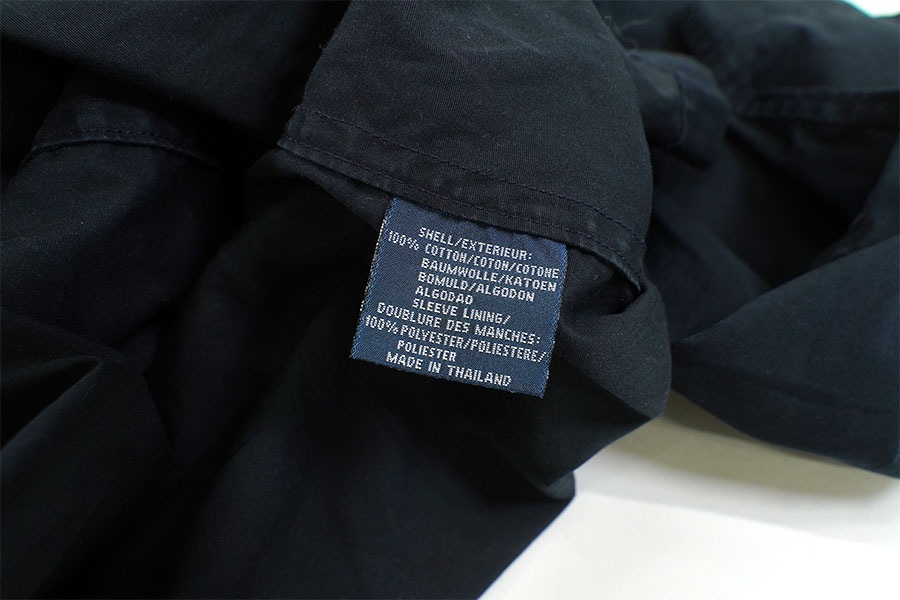 SHELL/EXTERIEUR:
100% COTTON/COTON/COTONE
BAUMWOLLE/KATOEN
BOMULD/ALGODON
ALGODAO
SLEEVE LINING/
DOUBLURE DES MANCHES:
100% POLYESTER/POLIESTERE/
POLIESTER
MADE IN THAILAND